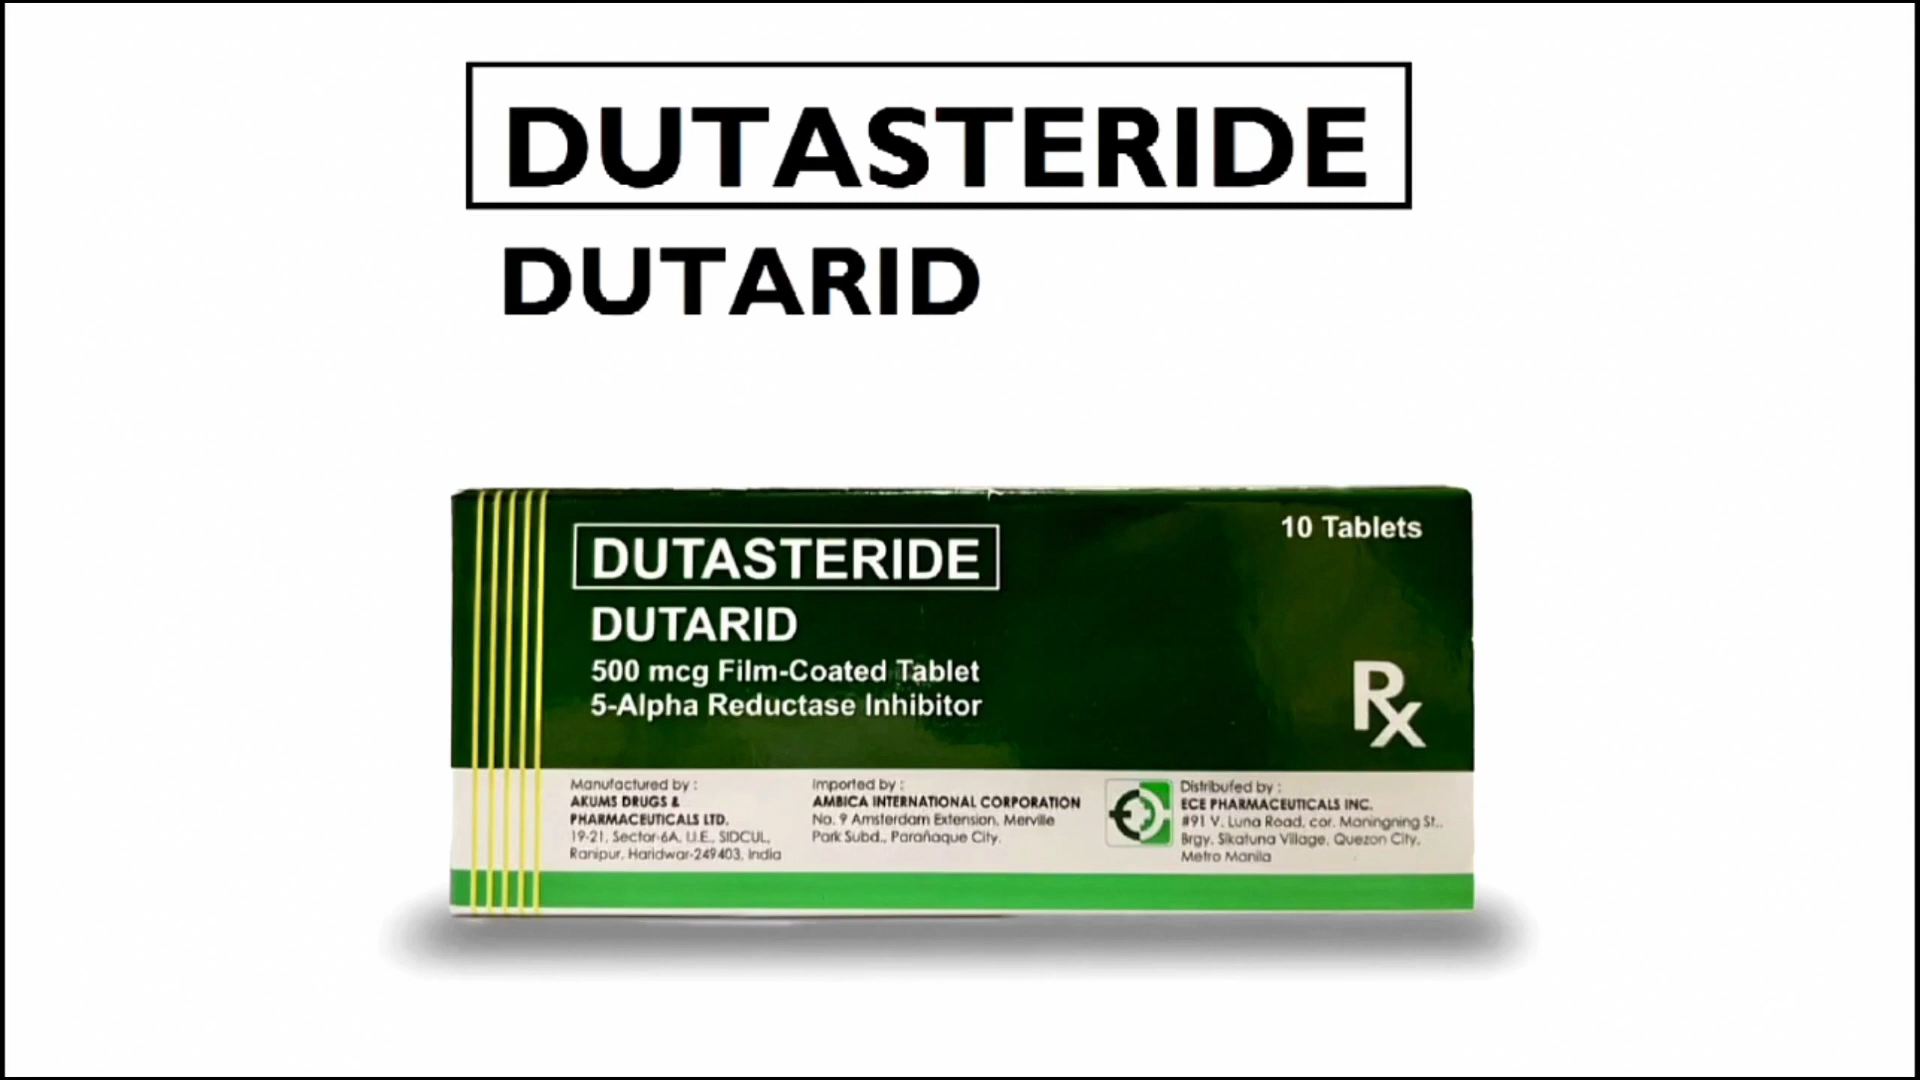 DUTASTERIDE
DUTARID
10 Tablets
DUTASTERIDE
DUTARID
500 mcg Film-Coated Tablet
5-Alpha Reductase Inhibitor
Rx
Manufactured by :
AKUMS DRUGS &
PHARMACEUTICALS LTD.
19-21, Sector-6A, U.E., SIDCUL,
Ranipur, Haridwar-249403, India
Imported by :
AMBICA INTERNATIONAL CORPORATION
No. 9 Amsterdam Extension, Merville
Park Subd., Parañaque City.
Distributed by :
ECE PHARMACEUTICALS INC.
#91 V. Luna Road, cor. Maningning St.,
Brgy. Sikatuna Village, Quezon City,
Metro Manila